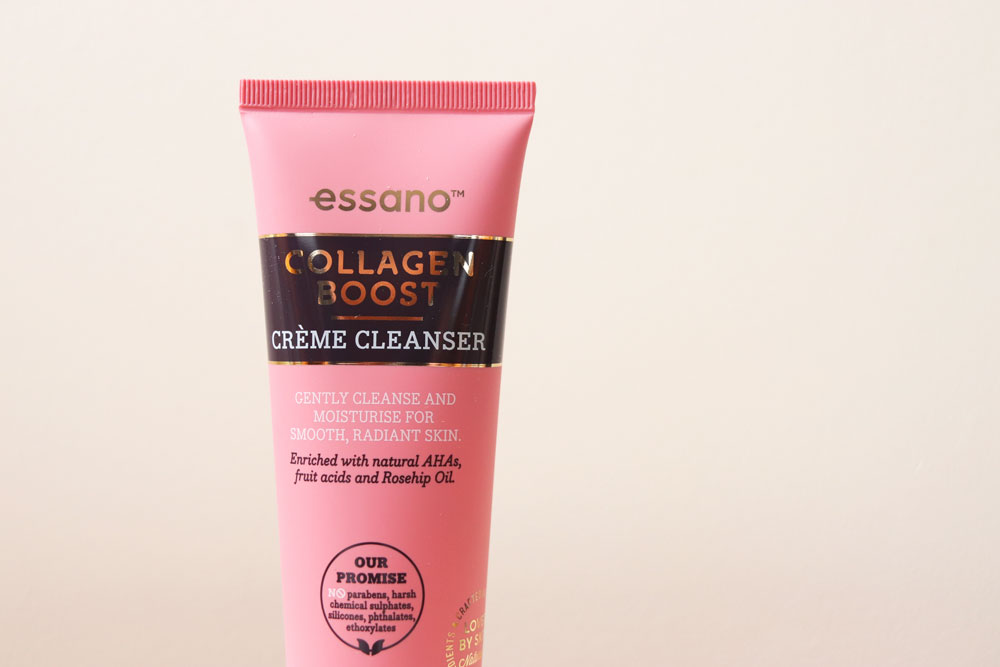 essano™
COLLAGEN
BOOST
CRÈME CLEANSER
GENTLY CLEANSE AND
MOISTURISE FOR
SMOOTH, RADIANT SKIN.
Enriched with natural AHAs,
fruit acids and Rosehip Oil.
OUR
PROMISE
NO parabens, harsh
chemical sulphates,
silicones, phthalates,
ethoxylates
BY